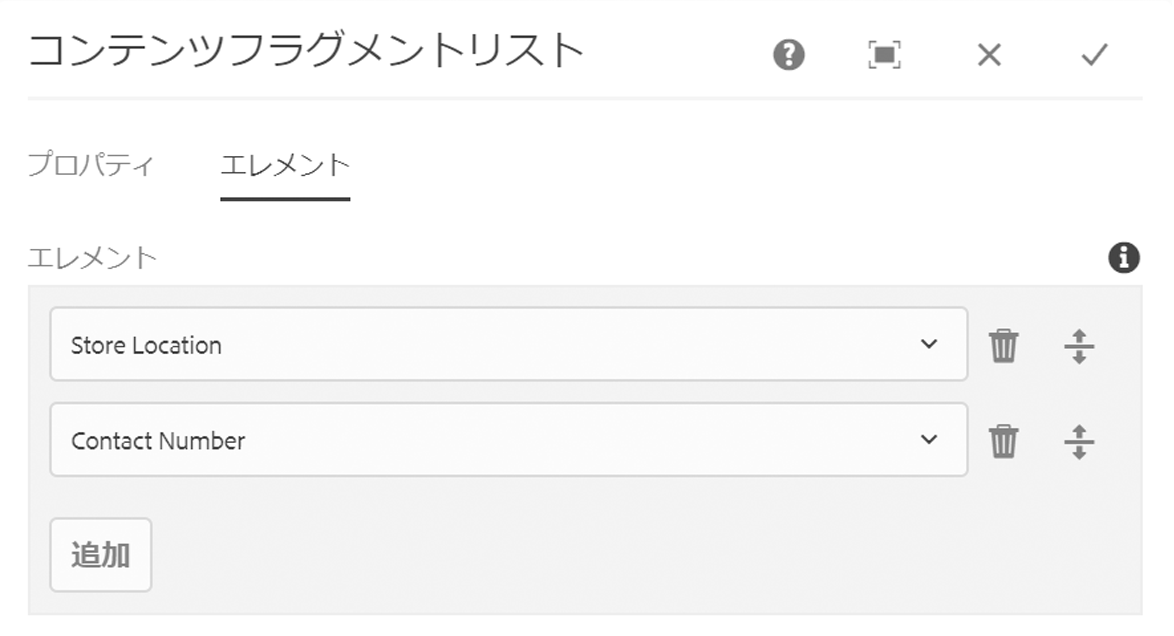 コンテンツフラグメントリスト
プロパティ エレメント
エレメント
Store Location
Contact Number
追加